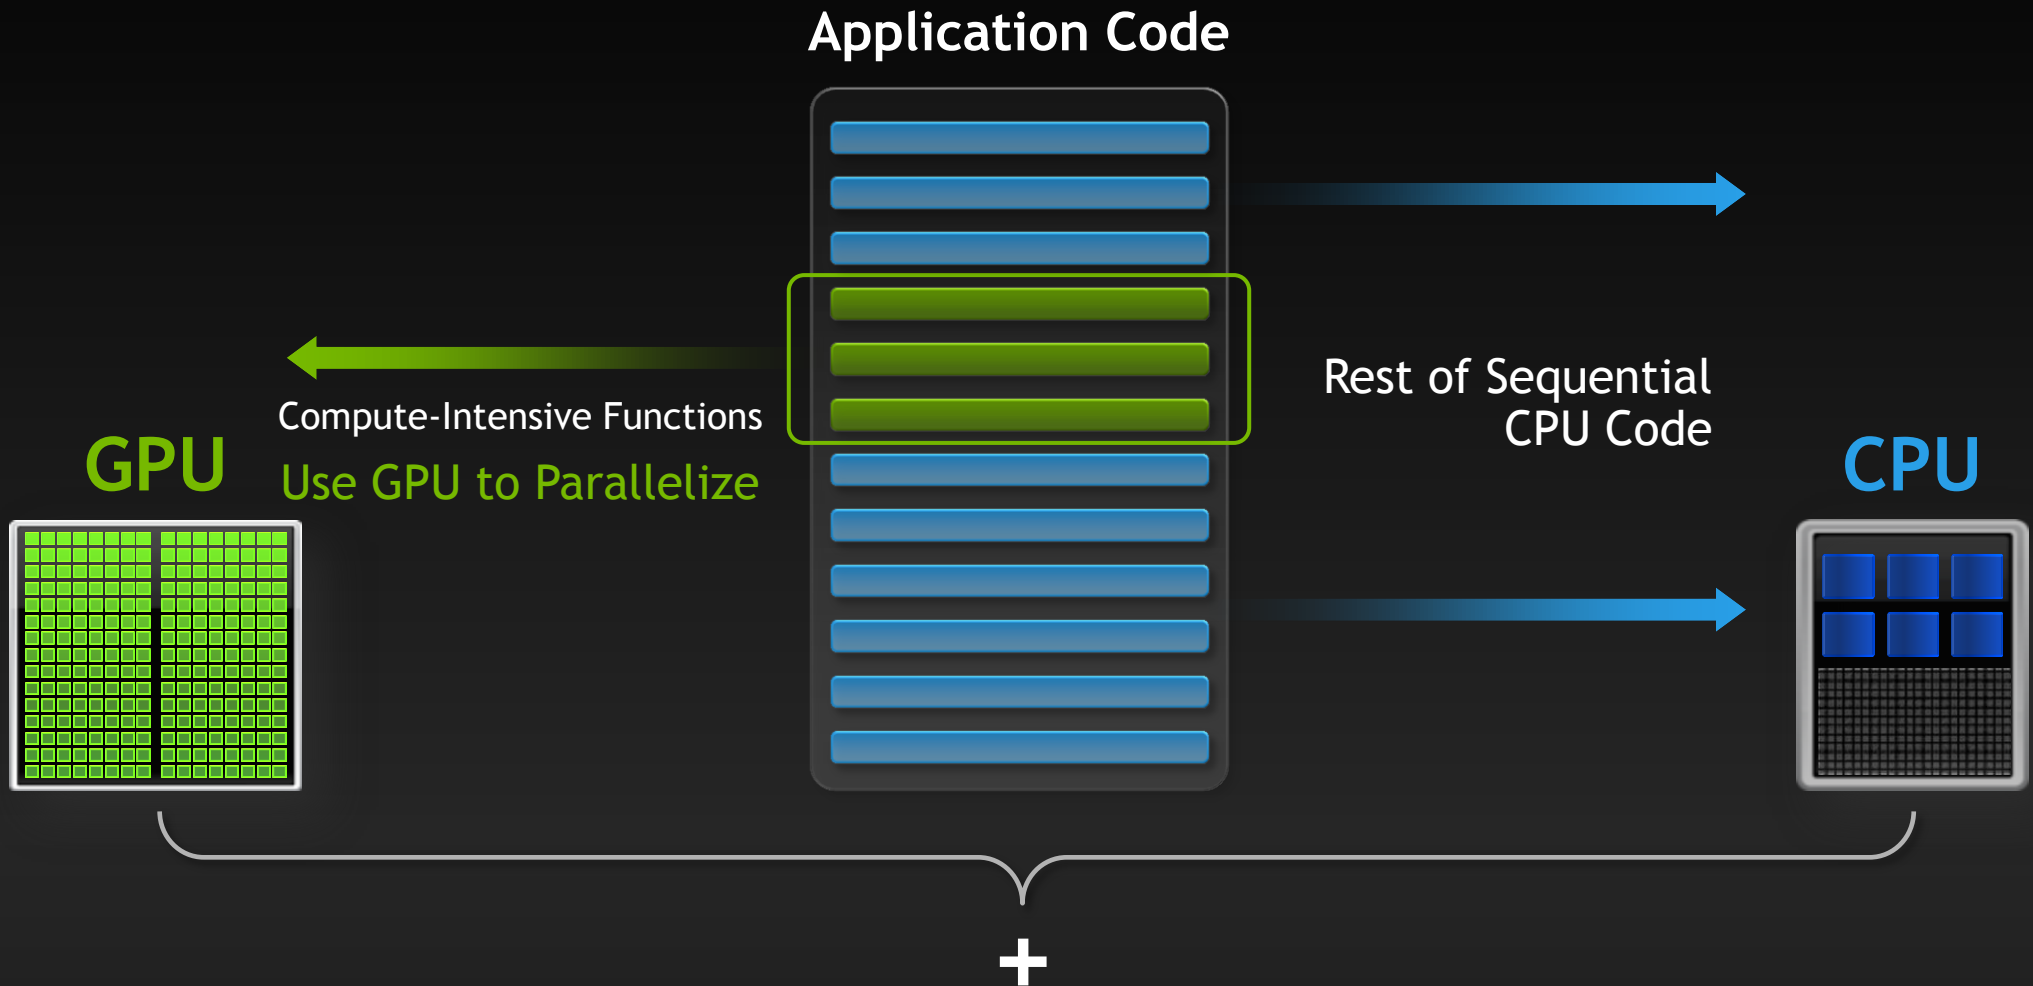 Application Code
Compute-Intensive Functions
Use GPU to Parallelize
GPU
Rest of Sequential
CPU Code
CPU
+